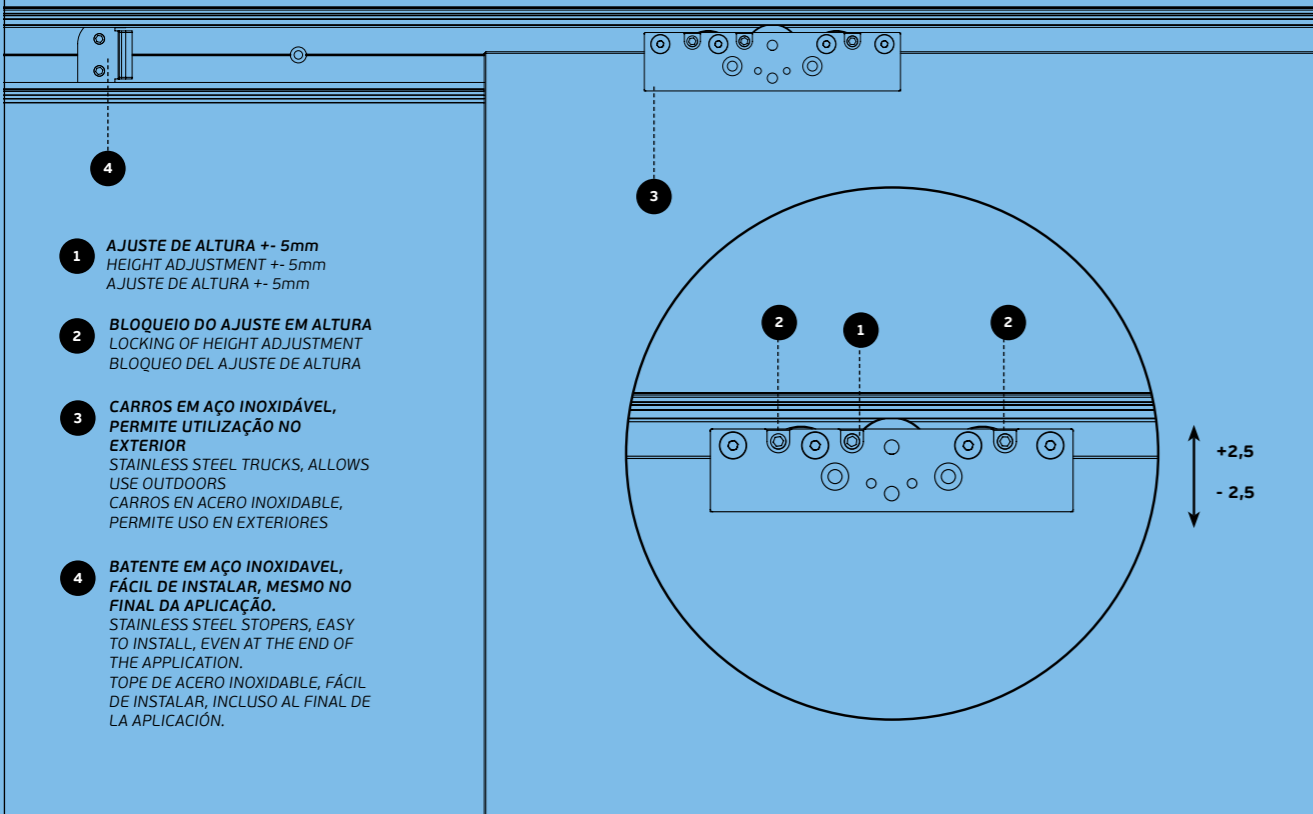 4
3
1
AJUSTE DE ALTURA +- 5mm
HEIGHT ADJUSTMENT +- 5mm
AJUSTE DE ALTURA +- 5mm
2
BLOQUEIO DO AJUSTE EM ALTURA
LOCKING OF HEIGHT ADJUSTMENT
BLOQUEO DEL AJUSTE DE ALTURA
3
CARROS EM AÇO INOXIDÁVEL,
PERMITE UTILIZAÇÃO NO
EXTERIOR
STAINLESS STEEL TRUCKS, ALLOWS
USE OUTDOORS
CARROS EN ACERO INOXIDABLE,
PERMITE USO EN EXTERIORES
4
BATENTE EM AÇO INOXIDAVEL,
FÁCIL DE INSTALAR, MESMO NO
FINAL DA APLICAÇÃO.
STAINLESS STEEL STOPERS, EASY
TO INSTALL, EVEN AT THE END OF
THE APPLICATION.
TOPE DE ACERO INOXIDABLE, FÁCIL
DE INSTALAR, INCLUSO AL FINAL DE
LA APLICACIÓN.
2
1
2
+2,5
- 2,5